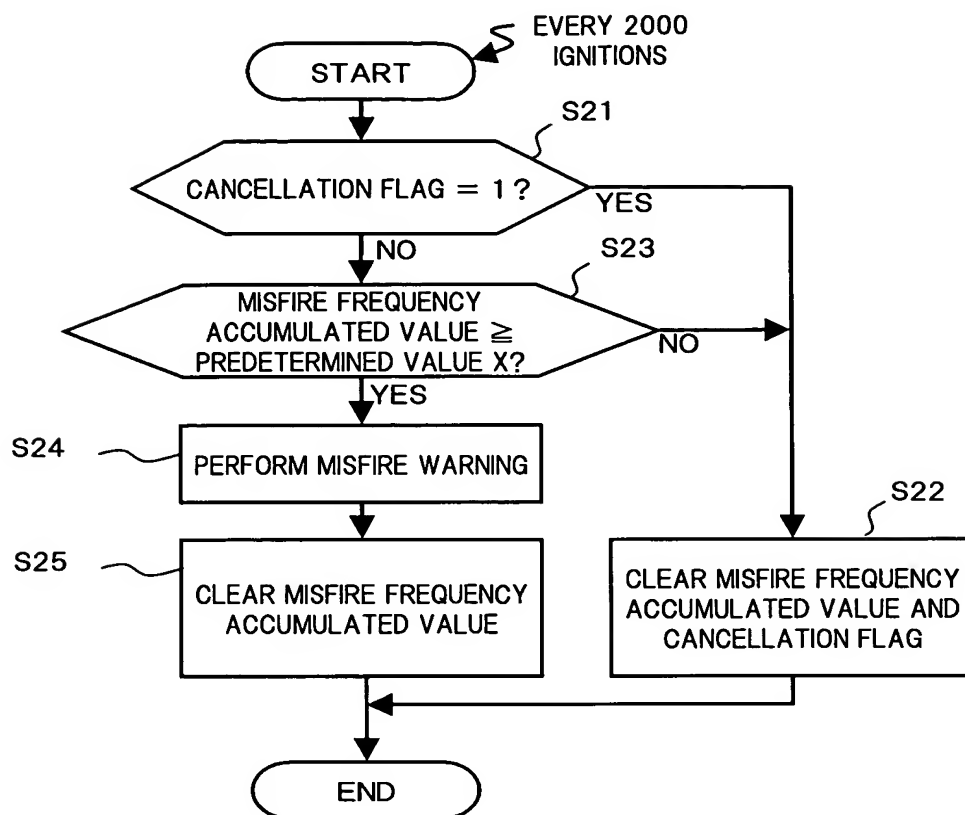 EVERY 2000
IGNITIONS
START
S21
CANCELLATION FLAG = 1 ?
YES
NO
S23
MISFIRE FREQUENCY
ACCUMULATED VALUE ≧
PREDETERMINED VALUE X?
NO
YES
S24
PERFORM MISFIRE WARNING
S22
S25
CLEAR MISFIRE FREQUENCY
ACCUMULATED VALUE
CLEAR MISFIRE FREQUENCY
ACCUMULATED VALUE AND
CANCELLATION FLAG
END